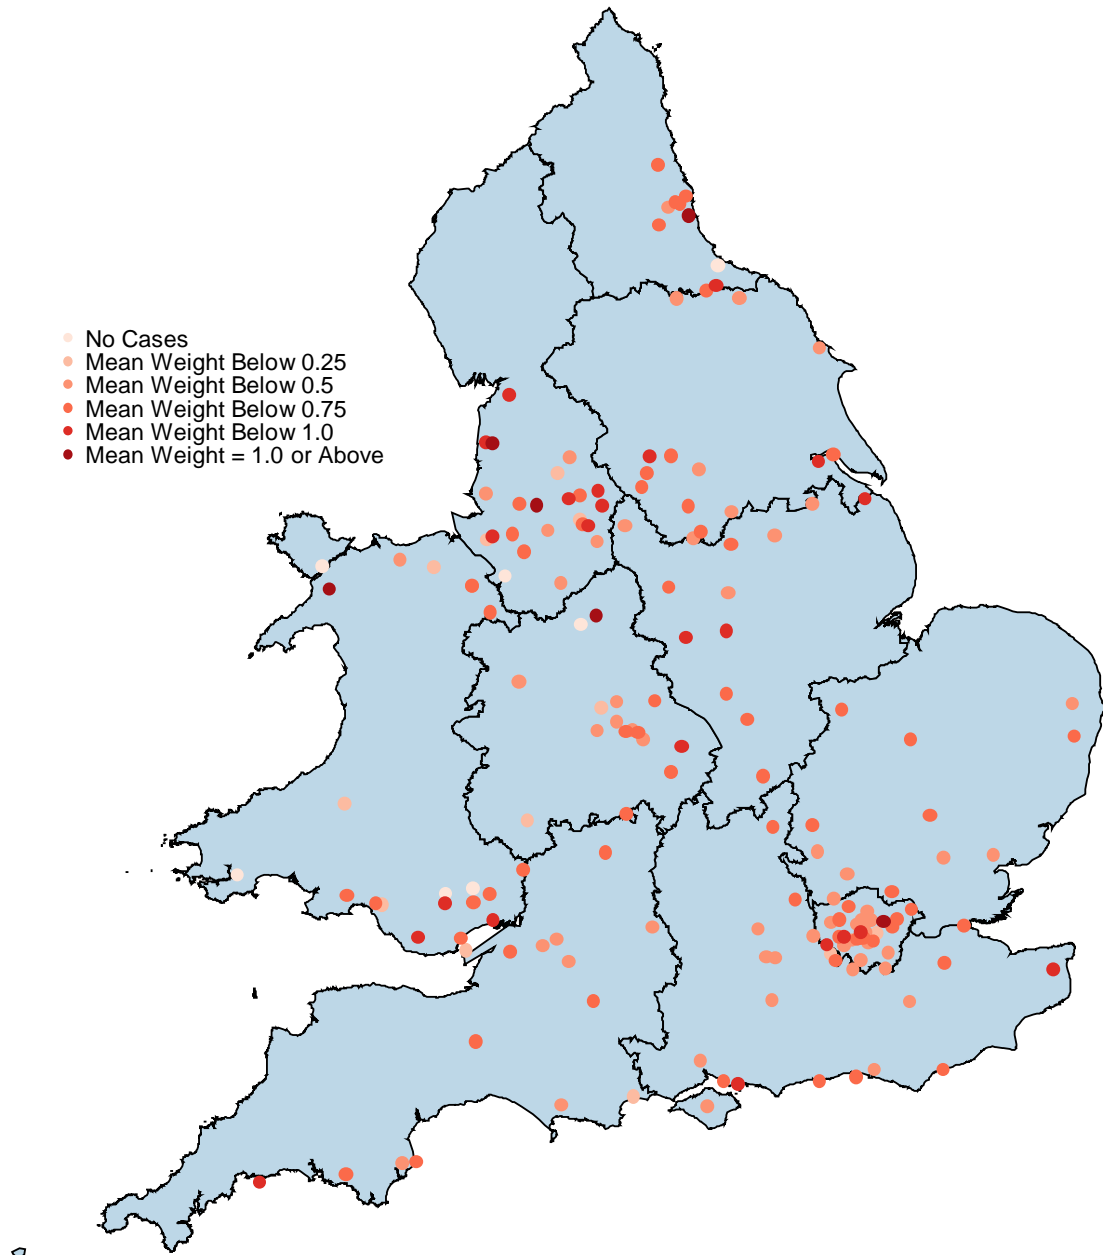 No Cases
Mean Weight Below 0.25
Mean Weight Below 0.5
Mean Weight Below 0.75
Mean Weight Below 1.0
Mean Weight = 1.0 or Above